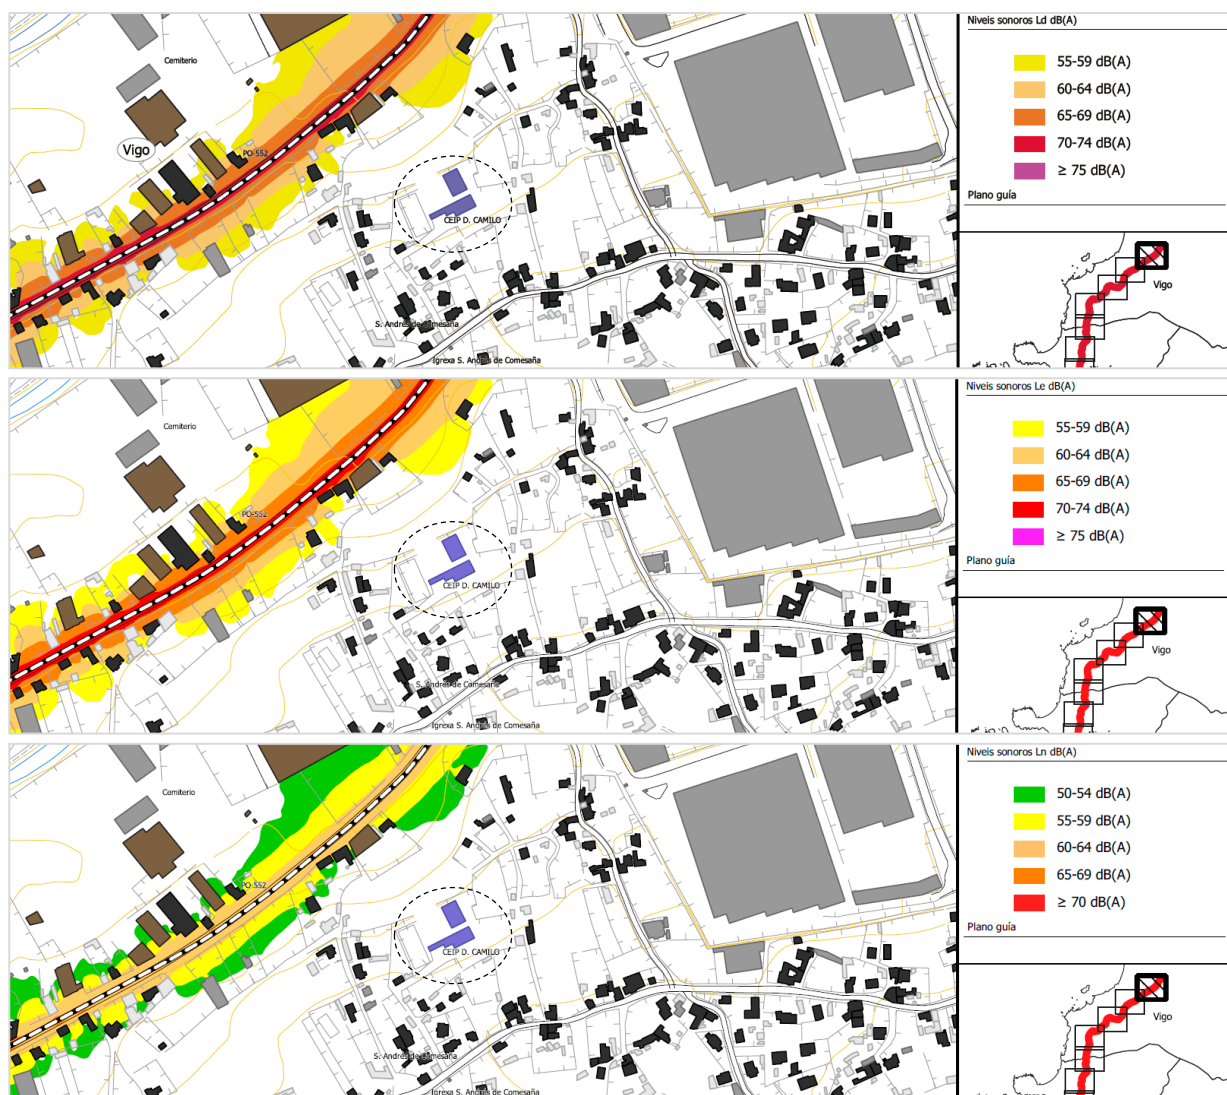 Niveis sonoros Ld dB(A)
55-59 dB(A)
60-64 dB(A)
65-69 dB(A)
70-74 dB(A)
≥ 75 dB(A)
Plano guía
Vigo
Cemiterio
Vigo
PO-552
CEIP D. CAMILO
S. Andrés de Comesaña
Igrexa S. Andrés de Comesaña
Niveis sonoros Le dB(A)
55-59 dB(A)
60-64 dB(A)
65-69 dB(A)
70-74 dB(A)
≥ 75 dB(A)
Plano guía
Vigo
Cemiterio
PO-552
CEIP D. CAMILO
S. Andrés de Comesaña
Igrexa S. Andrés de Comesaña
Niveis sonoros Ln dB(A)
50-54 dB(A)
55-59 dB(A)
60-64 dB(A)
65-69 dB(A)
≥ 70 dB(A)
Plano guía
Vigo
Cemiterio
PO-552
CEIP D. CAMILO
S. Andrés de Comesaña
Igrexa S. Andrés de Comesaña